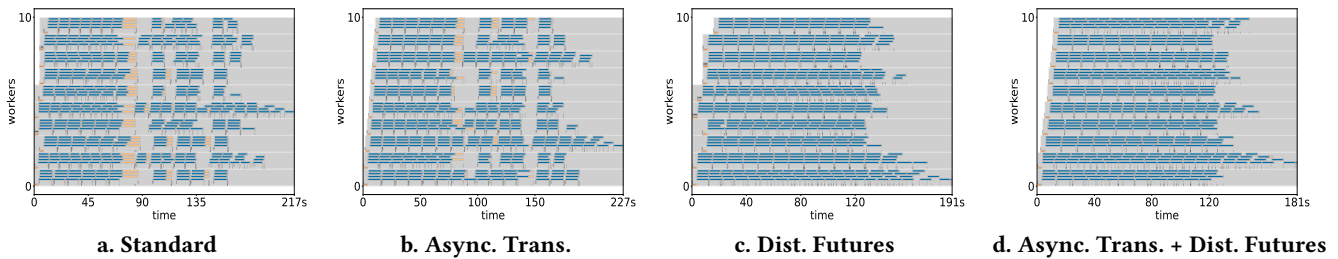 10
workers
0
0 45 90 135 217s
time
a. Standard
10
workers
0
0 50 100 150 227s
time
b. Async. Trans.
10
workers
0
0 40 80 120 191s
time
c. Dist. Futures
10
workers
0
0 40 80 120 181s
time
d. Async. Trans. + Dist. Futures